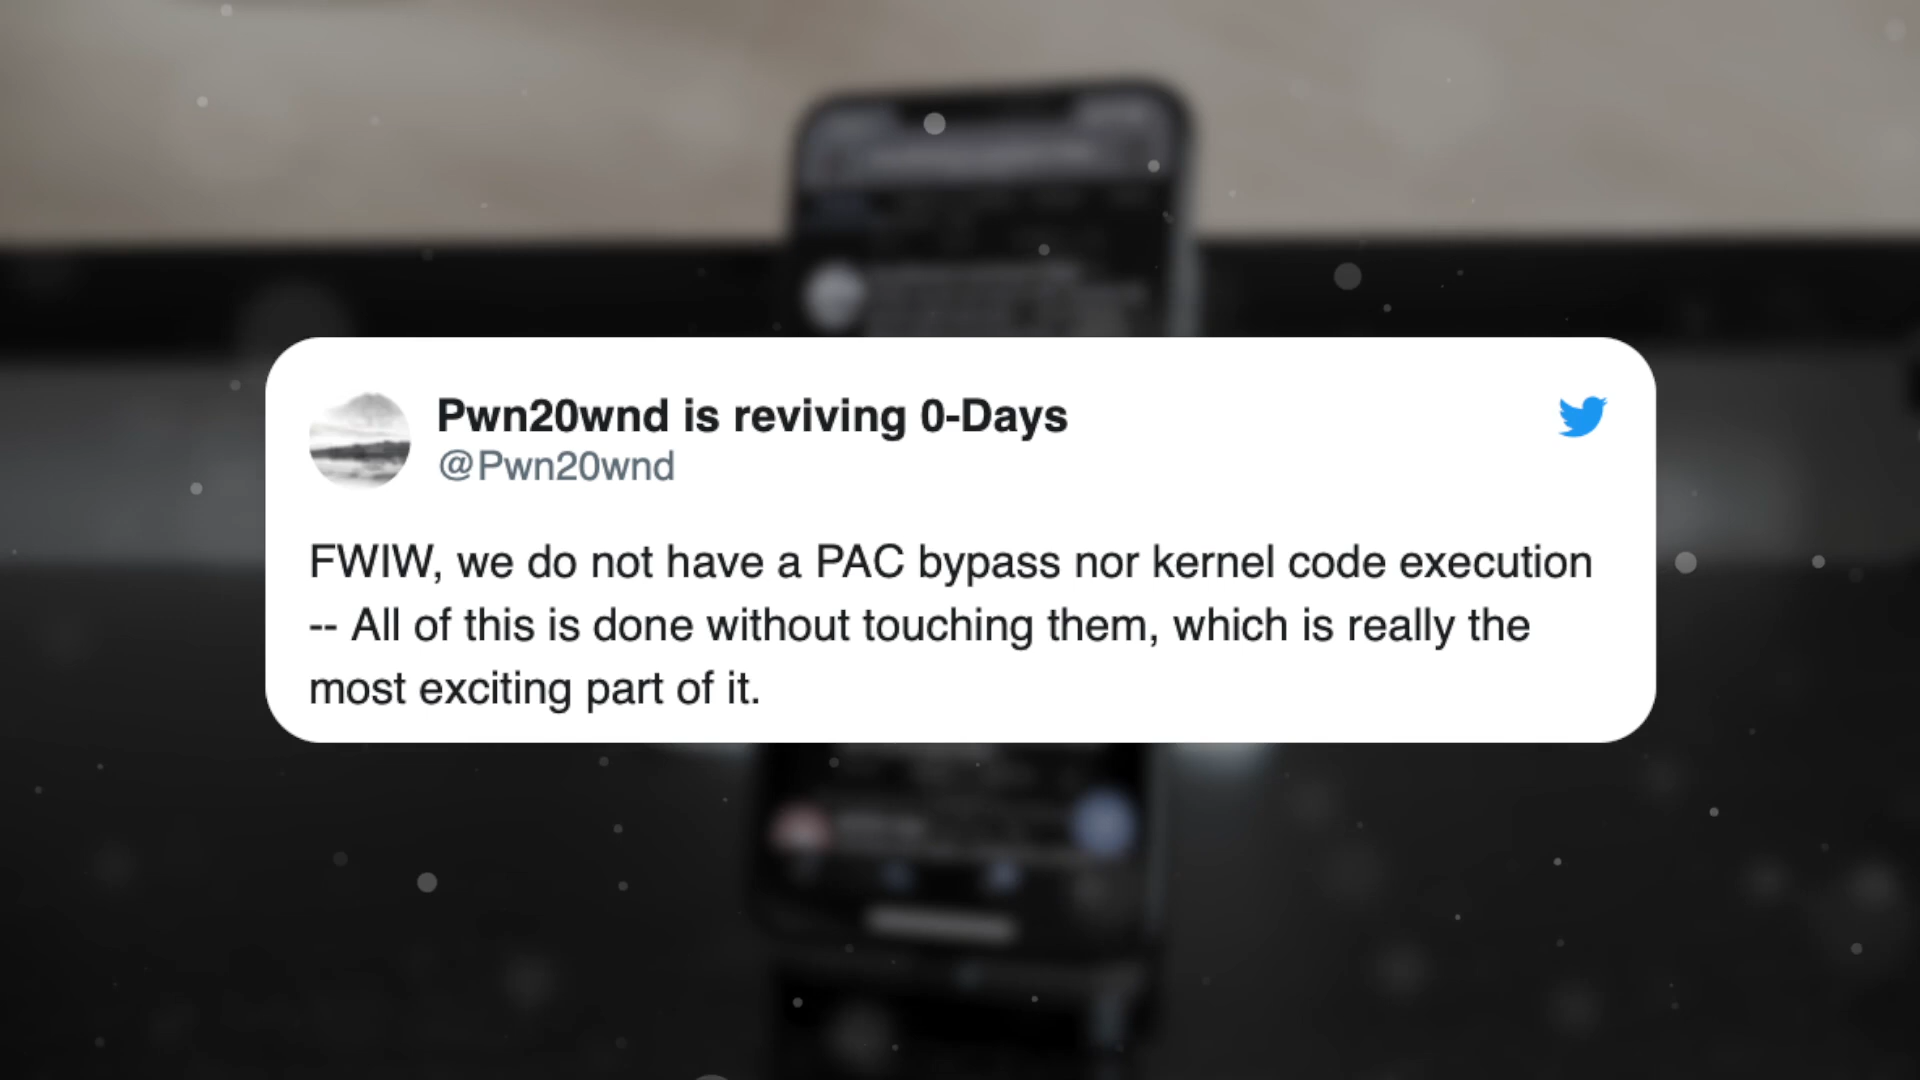 Pwn20wnd is reviving 0-Days
@Pwn20wnd
FWIW, we do not have a PAC bypass nor kernel code execution
-- All of this is done without touching them, which is really the
most exciting part of it.